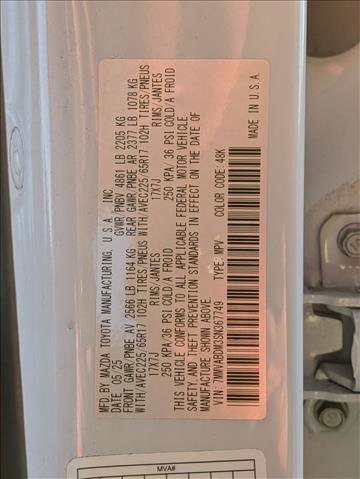 MFD. BY MAZDA TOYOTA MANUFACTURING, U.S.A., INC.
DATE: 05/25 GVWR/PNBV 4861 LB 2205 KG
FRONT GAWR/PNBE AV 2566 LB 1164 KG REAR GAWR/PNBE AR 2377 LB 1078 KG
WITH/AVEC225/65R17 102H TIRES/PNEUS WITH/AVEC225/65R17 102H TIRES/PNEUS
17X7J RIMS/JANTES 17X7J RIMS/JANTES
250 KPA/36 PSI COLD/A FROID 250 KPA/ 36 PSI COLD/A FROID
THIS VEHICLE CONFORMS TO ALL APPLICABLE FEDERAL MOTOR VEHICLE
SAFETY AND THEFT PREVENTION STANDARDS IN EFFECT ON THE DATE OF
MANUFACTURE SHOWN ABOVE.
VIN: 7MMVABDM3SN367749 TYPE: MPV COLOR CODE: 48K
MADE IN U.S.A.
MVA#